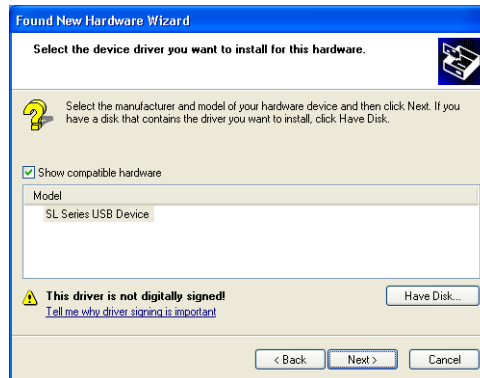 Found New Hardware Wizard
Select the device driver you want to install for this hardware.
Select the manufacturer and model of your hardware device and then click Next. If you
have a disk that contains the driver you want to install, click Have Disk.
Show compatible hardware
Model
SL Series USB Device
This driver is not digitally signed!
Tell me why driver signing is important
Have Disk...
< Back
Next >
Cancel